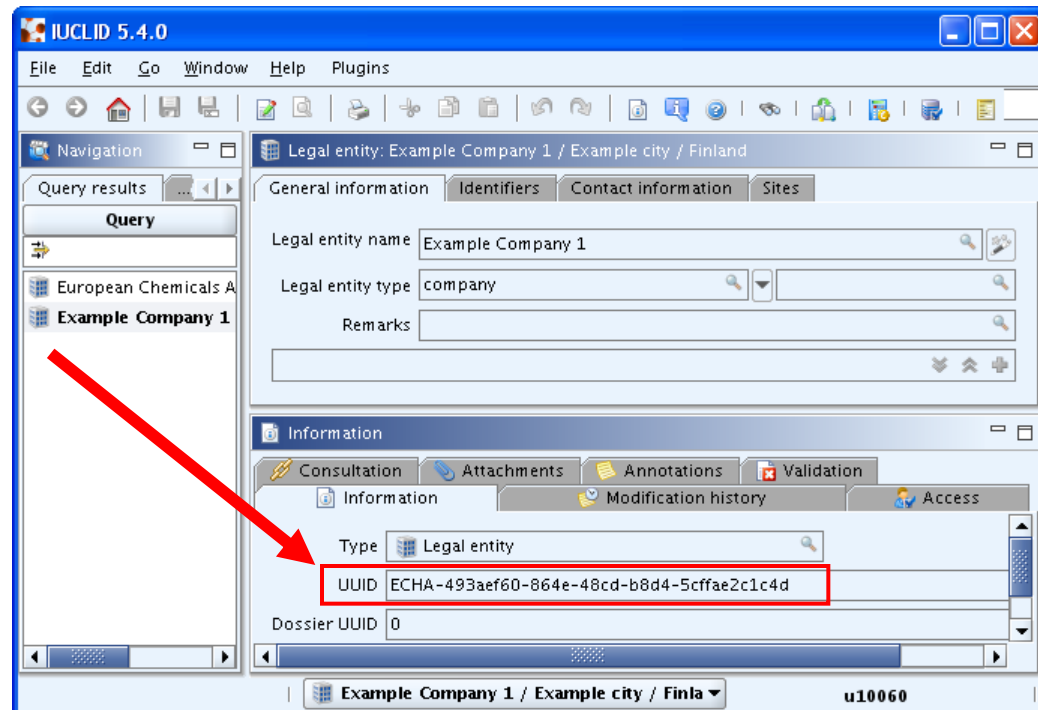 IUCLID 5.4.0
File Edit Go Window Help Plugins
Navigation
Query results ...
Query
European Chemicals A
Example Company 1
Legal entity: Example Company 1 / Example city / Finland
General information Identifiers Contact information Sites
Legal entity name Example Company 1
Legal entity type company
Remarks
Information
Consultation Attachments Annotations Validation
Information Modification history Access
Type Legal entity
UUID ECHA-493aef60-864e-48cd-b8d4-5cffae2c1c4d
Dossier UUID 0
Example Company 1 / Example city / Finla u10060